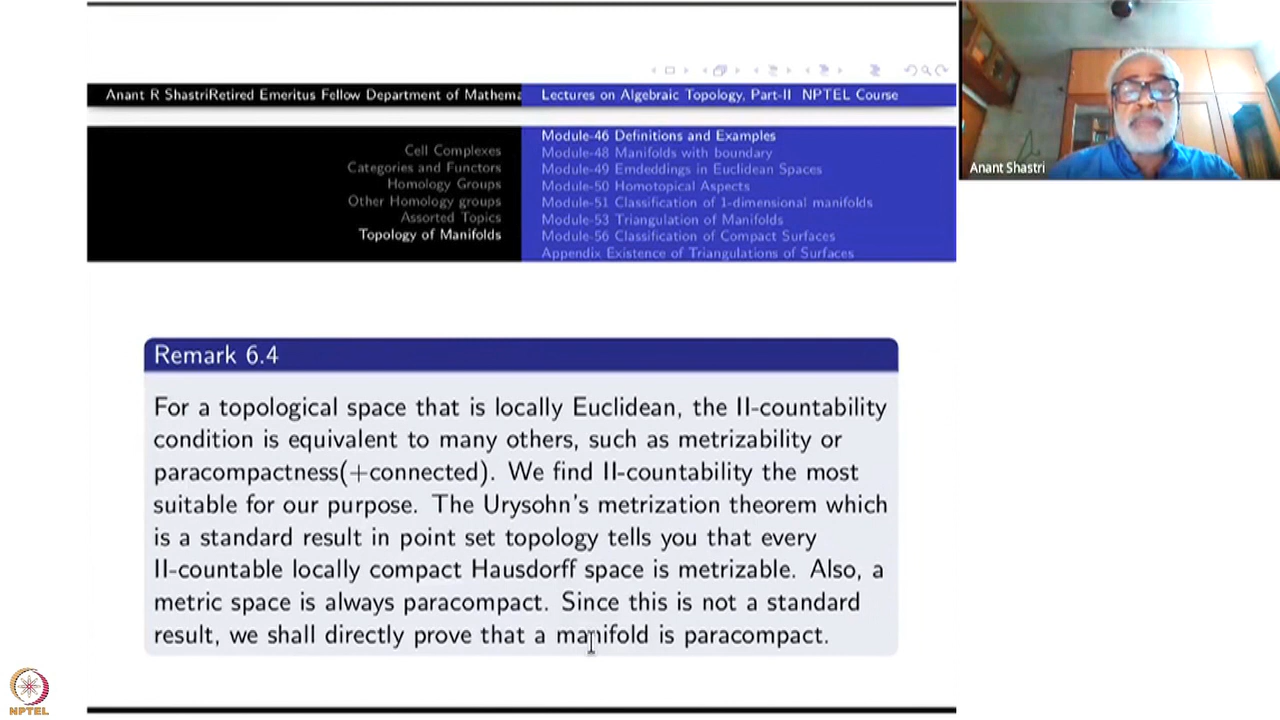 Anant R ShastriRetired Emeritus Fellow Department of Mathema
Lectures on Algebraic Topology, Part-II NPTEL Course
Cell Complexes
Categories and Functors
Homology Groups
Other Homology groups
Assorted Topics
Topology of Manifolds
Module-46 Definitions and Examples
Module-48 Manifolds with boundary
Module-49 Emdeddings in Euclidean Spaces
Module-50 Homotopical Aspects
Module-51 Classification of 1-dimensional manifolds
Module-53 Triangulation of Manifolds
Module-56 Classification of Compact Surfaces
Appendix Existence of Triangulations of Surfaces
Anant Shastri
Remark 6.4
For a topological space that is locally Euclidean, the II-countability
condition is equivalent to many others, such as metrizability or
paracompactness(+connected). We find II-countability the most
suitable for our purpose. The Urysohn's metrization theorem which
is a standard result in point set topology tells you that every
II-countable locally compact Hausdorff space is metrizable. Also, a
metric space is always paracompact. Since this is not a standard
result, we shall directly prove that a manifold is paracompact.
NPTEL